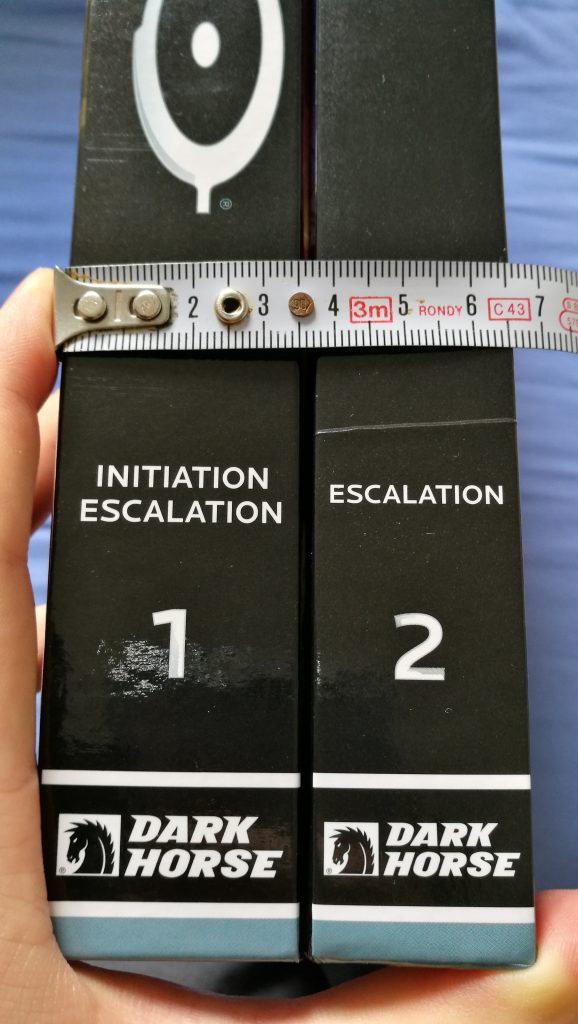 ®
2 3 4 3m 5 RONDY 6 C 43 7
INITIATION
ESCALATION
1
DARK
HORSE
®
ESCALATION
2
DARK
HORSE
®